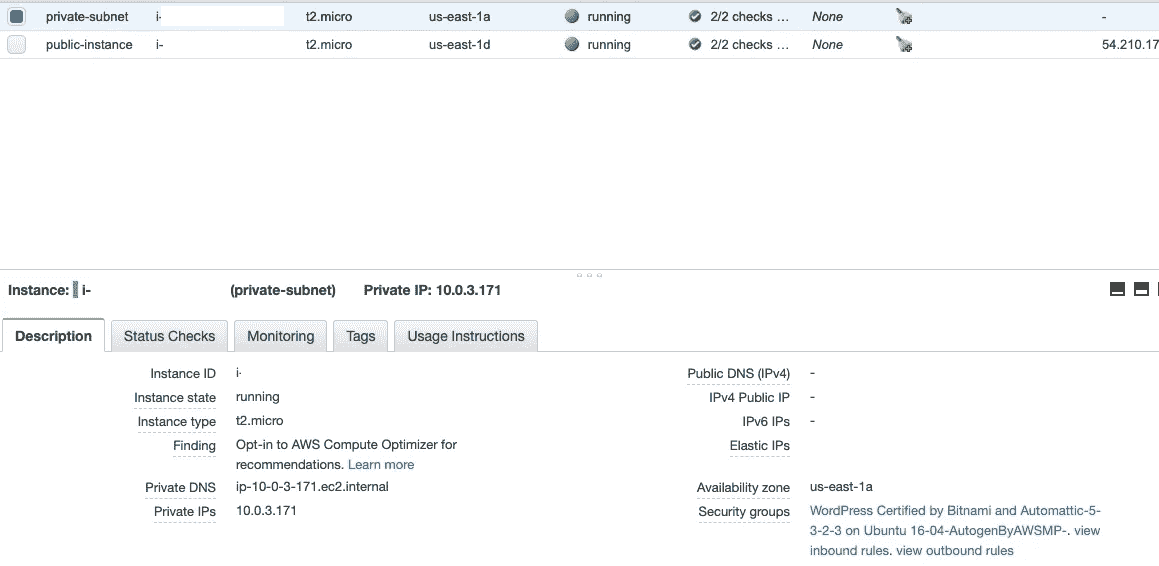 private-subnet i- t2.micro us-east-1a running 2/2 checks ... None -
public-instance i- t2.micro us-east-1d running 2/2 checks ... None 54.210.17
Instance: i- (private-subnet) Private IP: 10.0.3.171
Description Status Checks Monitoring Tags Usage Instructions
Instance ID i- Public DNS (IPv4) -
Instance state running IPv4 Public IP -
Instance type t2.micro IPv6 IPs -
Finding Opt-in to AWS Compute Optimizer for Elastic IPs
recommendations. Learn more
Private DNS ip-10-0-3-171.ec2.internal Availability zone us-east-1a
Private IPs 10.0.3.171 Security groups WordPress Certified by Bitnami and Automattic-5-
3-2-3 on Ubuntu 16-04-AutogenByAWSMP-. view
inbound rules. view outbound rules